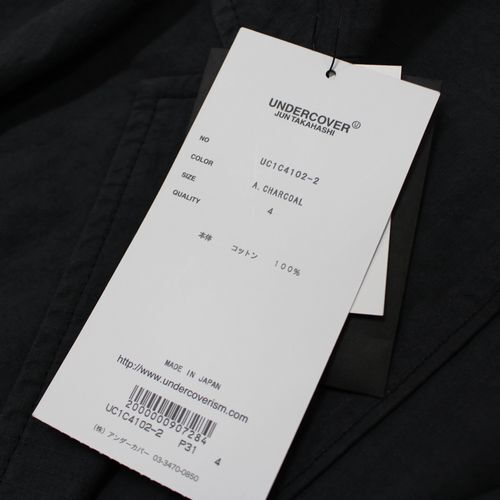 UNDERCOVER Ⓤ
JUN TAKAHASHI
NO UC1C4102-2
COLOR A.CHARCOAL
SIZE 4
QUALITY
本体 コットン 100%
MADE IN JAPAN
http://www.undercoverism.com
2000000907284
UC1C4102-2 P31 4
(株) アンダーカバー 03-3470-0850